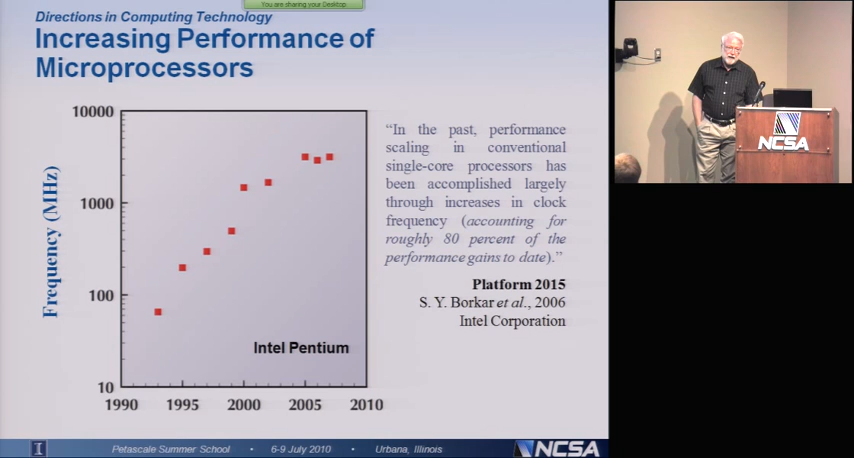 You are sharing your Desktop
Directions in Computing Technology
Increasing Performance of
Microprocessors
10000
1000
100
10
Frequency (MHz)
Intel Pentium
1990 1995 2000 2005 2010
“In the past, performance
scaling in conventional
single-core processors has
been accomplished largely
through increases in clock
frequency (accounting for
roughly 80 percent of the
performance gains to date).”
Platform 2015
S. Y. Borkar et al., 2006
Intel Corporation
I Petascale Summer School • 6-9 July 2010 • Urbana, Illinois NCSA
NCSA